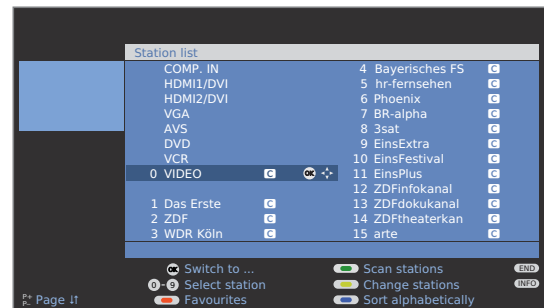 Station list
COMP. IN
HDMI1/DVI
HDMI2/DVI
VGA
AVS
DVD
VCR
0 VIDEO C OK
1 Das Erste C
2 ZDF C
3 WDR Köln C
4 Bayerisches FS C
5 hr-fernsehen C
6 Phoenix C
7 BR-alpha C
8 3sat C
9 EinsExtra C
10 EinsFestival C
11 EinsPlus C
12 ZDFinfokanal C
13 ZDFdokukanal C
14 ZDFtheaterkan C
15 arte C
OK Switch to ...
0-9 Select station
Favourites
Scan stations END
Change stations INFO
Sort alphabetically
P+ P- Page